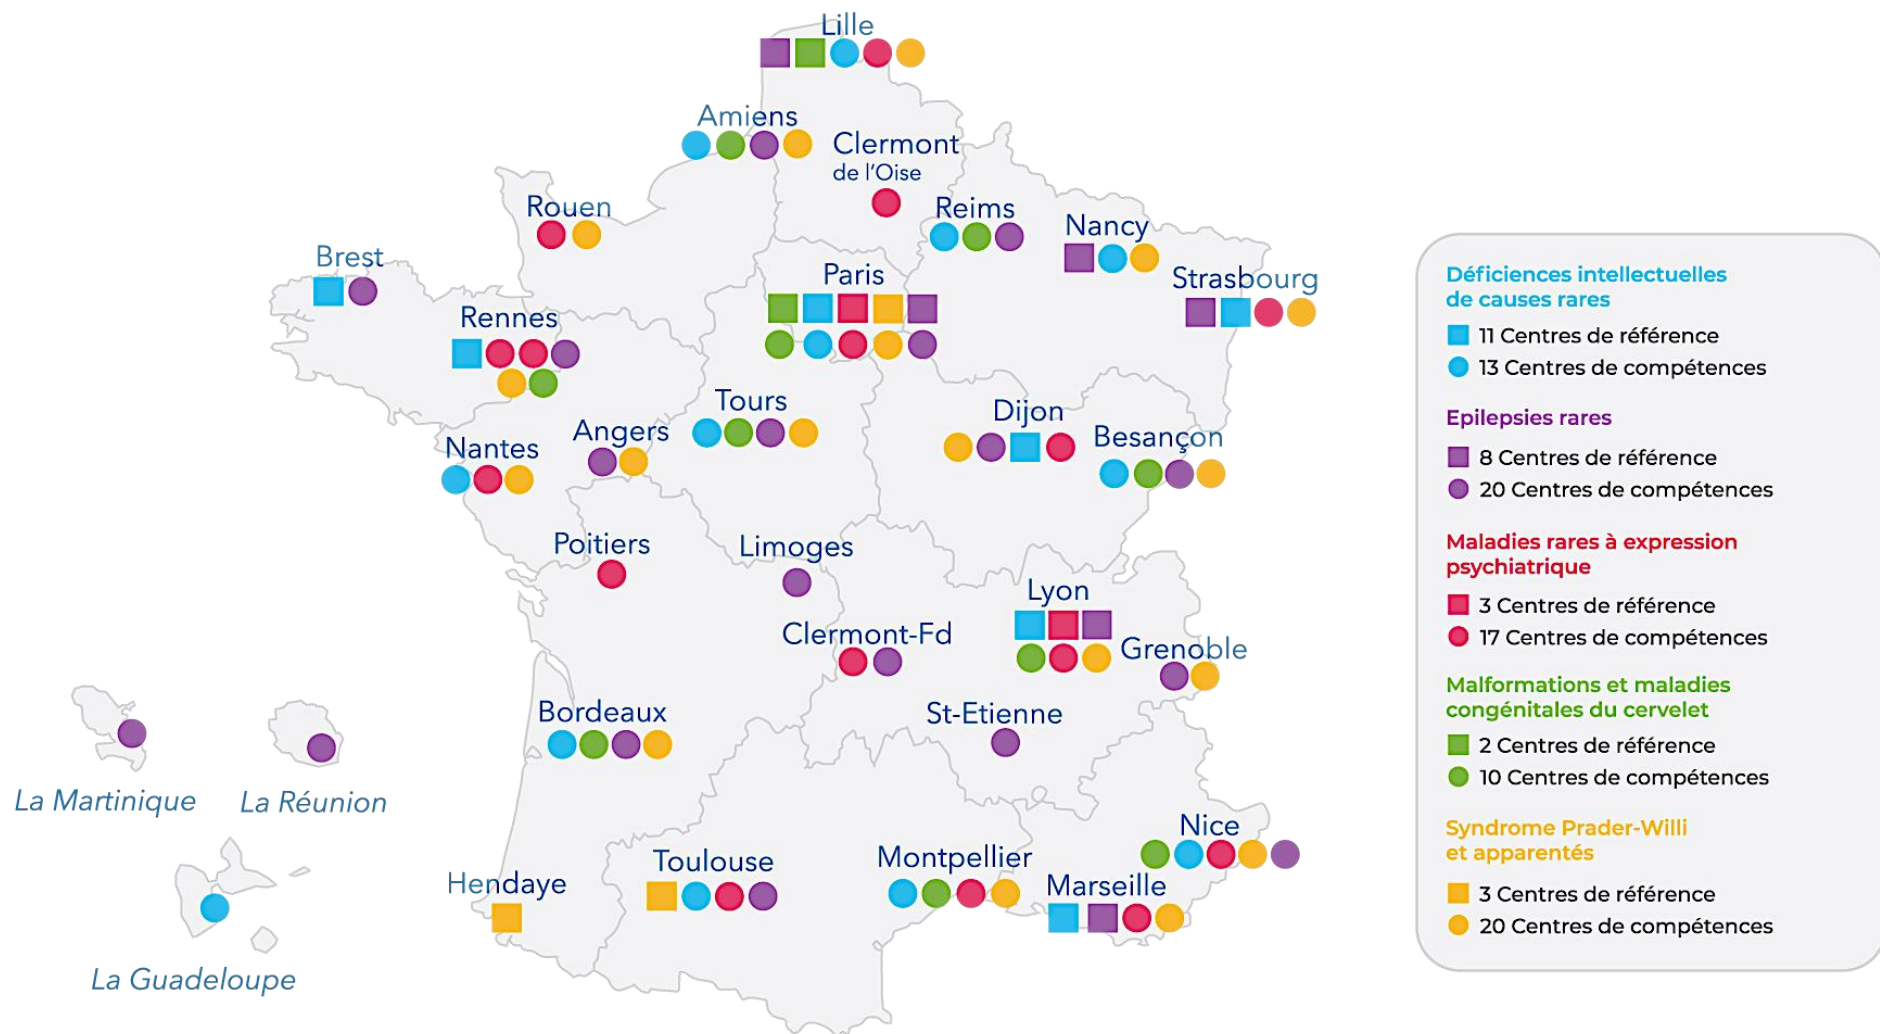 Lille
Amiens
Clermont
de l'Oise
Rouen
Reims
Nancy
Brest
Paris
Strasbourg
Rennes
Tours
Dijon
Angers
Besançon
Nantes
Poitiers
Limoges
Lyon
Clermont-Fd
Grenoble
Bordeaux
St-Etienne
La Martinique
La Réunion
Nice
Toulouse
Montpellier
Hendaye
Marseille
La Guadeloupe
Déficiences intellectuelles
de causes rares
11 Centres de référence
13 Centres de compétences
Epilepsies rares
8 Centres de référence
20 Centres de compétences
Maladies rares à expression
psychiatrique
3 Centres de référence
17 Centres de compétences
Malformations et maladies
congénitales du cervelet
2 Centres de référence
10 Centres de compétences
Syndrome Prader-Willi
et apparentés
3 Centres de référence
20 Centres de compétences